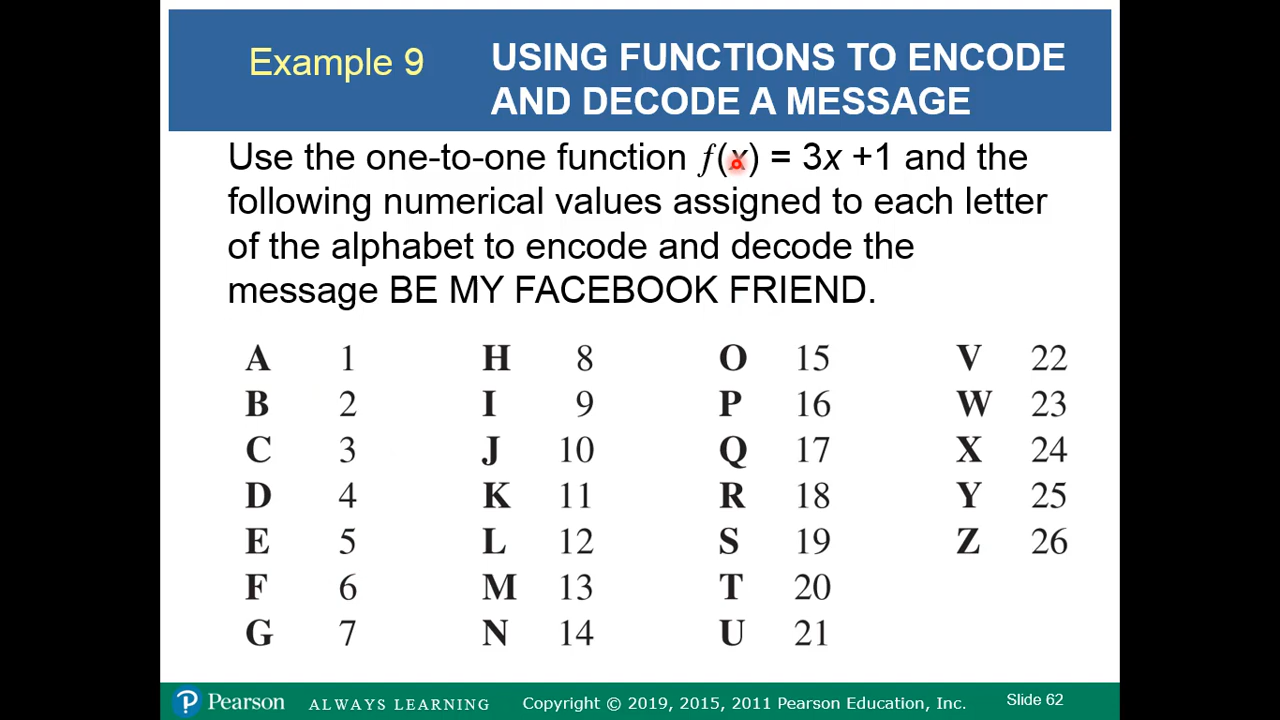 Example 9
USING FUNCTIONS TO ENCODE
AND DECODE A MESSAGE
Use the one-to-one function f(x) = 3x +1 and the
following numerical values assigned to each letter
of the alphabet to encode and decode the
message BE MY FACEBOOK FRIEND.
A 1 H 8 O 15 V 22
B 2 I 9 P 16 W 23
C 3 J 10 Q 17 X 24
D 4 K 11 R 18 Y 25
E 5 L 12 S 19 Z 26
F 6 M 13 T 20
G 7 N 14 U 21
P Pearson ALWAYS LEARNING Copyright © 2019, 2015, 2011 Pearson Education, Inc. Slide 62